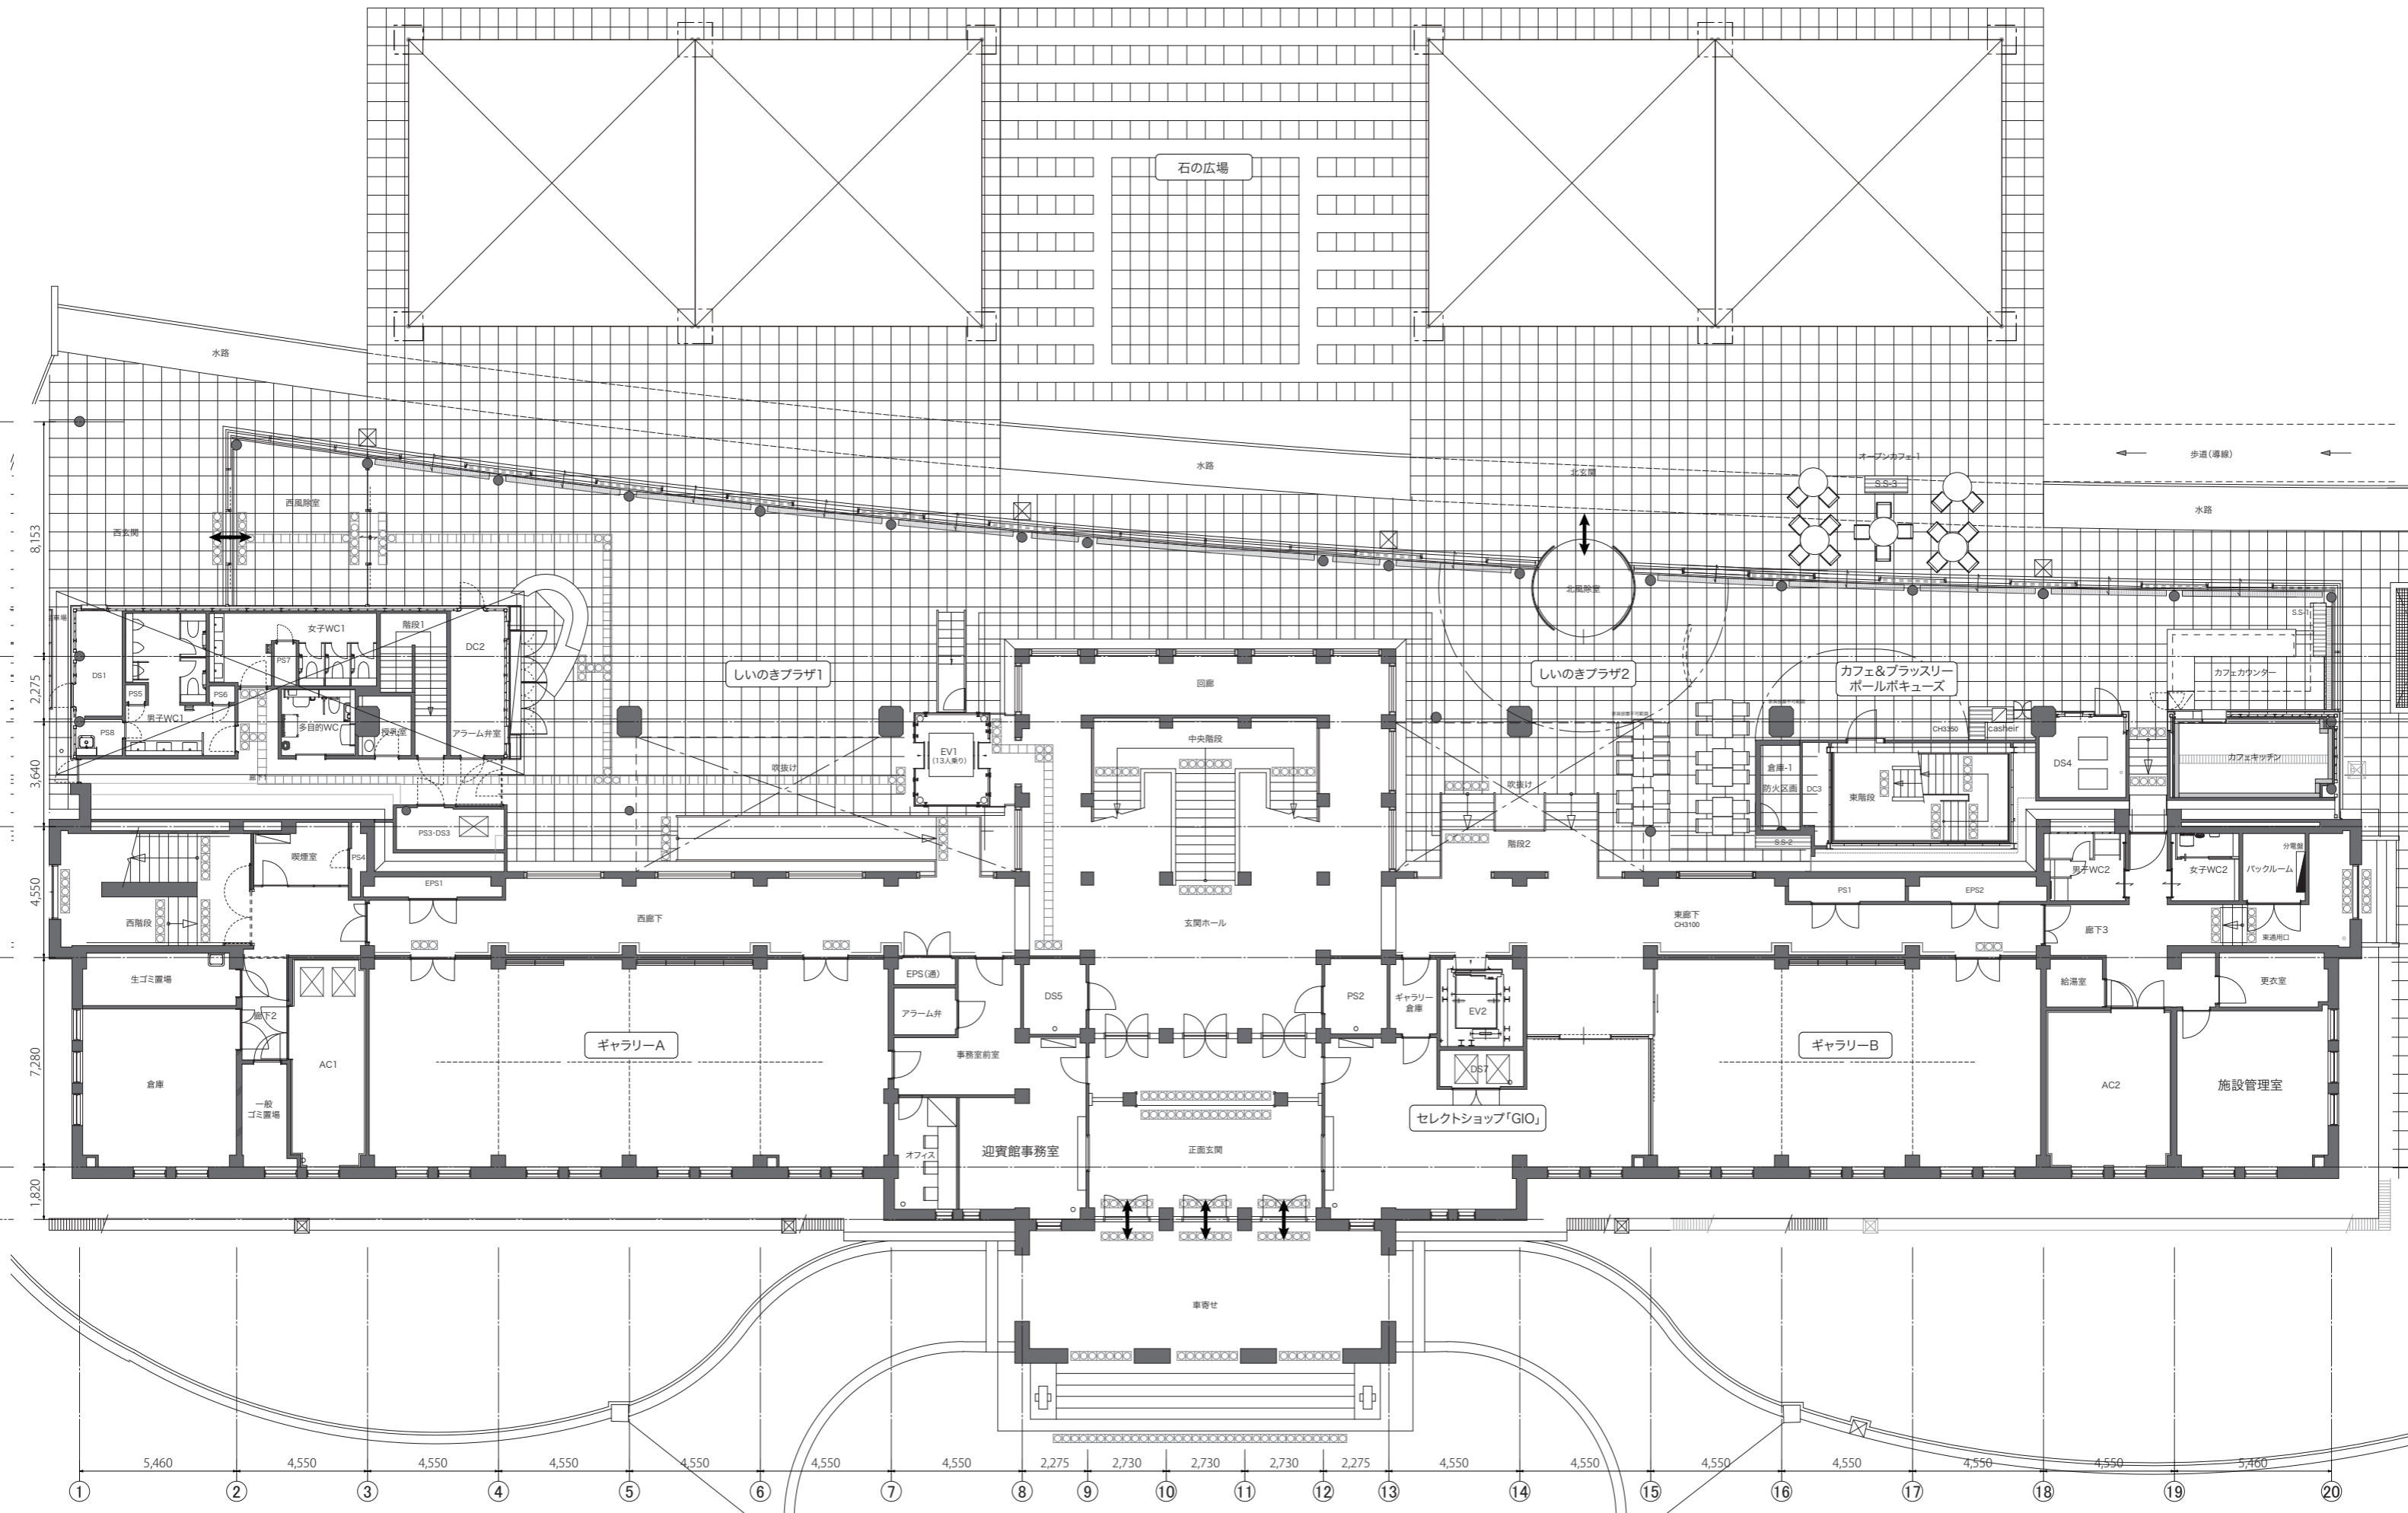 石の広場
水路
水路
オープンカフェ-1
歩道(導線)
北玄関
S.S-3
水路
西風除室
西玄関
8,153
北風除室
S.S-1
女子WC1
階段1
DC2
PS7
DS1
PS5
PS6
男子WC1
PS8
多目的WC
授乳室
アラーム弁室
廊下1
2,275
しいのきプラザ1
回廊
しいのきプラザ2
カフェ&ブラッスリー
ポールボキューズ
カフェカウンター
CH3350
casheir
中央階段
EV1
(13人乗り)
吹抜け
吹抜け
倉庫-1
防火区画
DC3
東階段
DS4
カフェキッチン
3,640
PS3・DS3
S.S-2
階段2
喫煙室
PS4
EPS1
西階段
西廊下
玄関ホール
東廊下
CH3100
PS1
EPS2
男子WC2
女子WC2
バックルーム
分電盤
廊下3
東通用口
4,550
生ゴミ置場
廊下2
倉庫
一般
ゴミ置場
AC1
ギャラリーA
EPS(通)
アラーム弁
DS5
事務室前室
PS2
ギャラリー
倉庫
EV2
DS7
ギャラリーB
給湯室
更衣室
AC2
施設管理室
7,280
オフィス
迎賓館事務室
正面玄関
セレクトショップ「GIO」
1,820
車寄せ
5,460
4,550
4,550
4,550
4,550
4,550
4,550
2,275
2,730
2,730
2,730
2,275
4,550
4,550
4,550
4,550
4,550
4,550
5,460
1
2
3
4
5
6
7
8
9
10
11
12
13
14
15
16
17
18
19
20